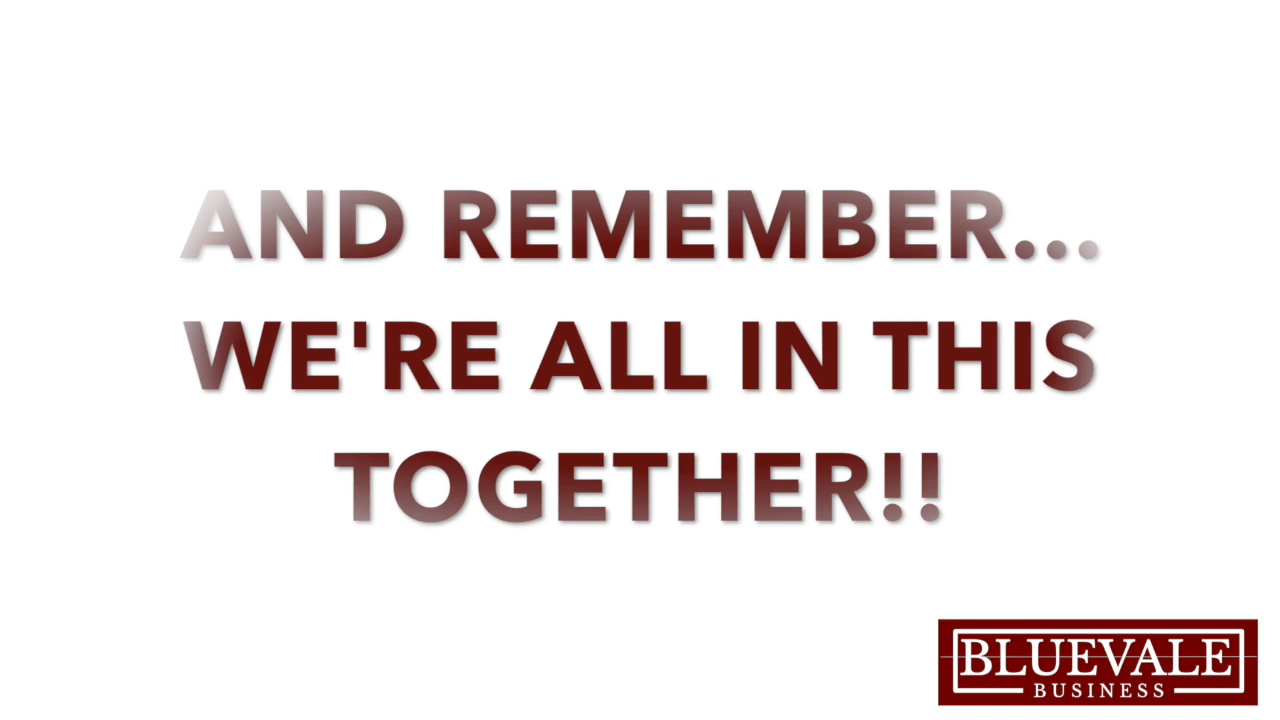 AND REMEMBER...
WE'RE ALL IN THIS
TOGETHER!!
BLUEVALE
BUSINESS